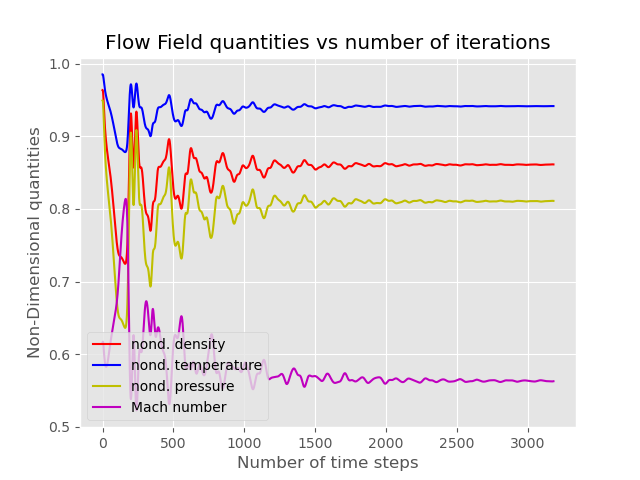 Flow Field quantities vs number of iterations
1.0
0.9
0.8
0.7
0.6
0.5
Non-Dimensional quantities
nond. density
nond. temperature
nond. pressure
Mach number
0 500 1000 1500 2000 2500 3000
Number of time steps